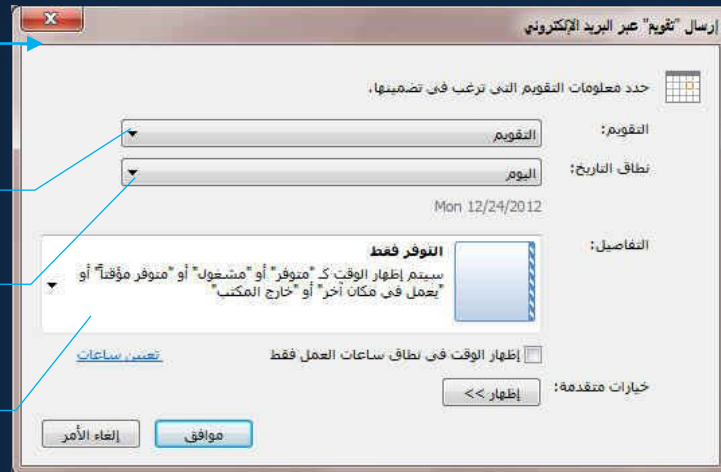 إرسال "تقويم" عبر البريد الإلكتروني
حدد معلومات التقويم التي ترغب في تضمينها.
التقويم:
التقويم
نطاق التاريخ:
اليوم
Mon 12/24/2012
التفاصيل:
التوفر فقط
سيتم إظهار الوقت كـ "متوفر" أو "مشغول" أو "متوفر مؤقتاً" أو
"يعمل في مكان آخر" أو "خارج المكتب"
إظهار الوقت في نطاق ساعات العمل فقط
تعيين ساعات
خيارات متقدمة:
إظهار >>
موافق
إلغاء الأمر